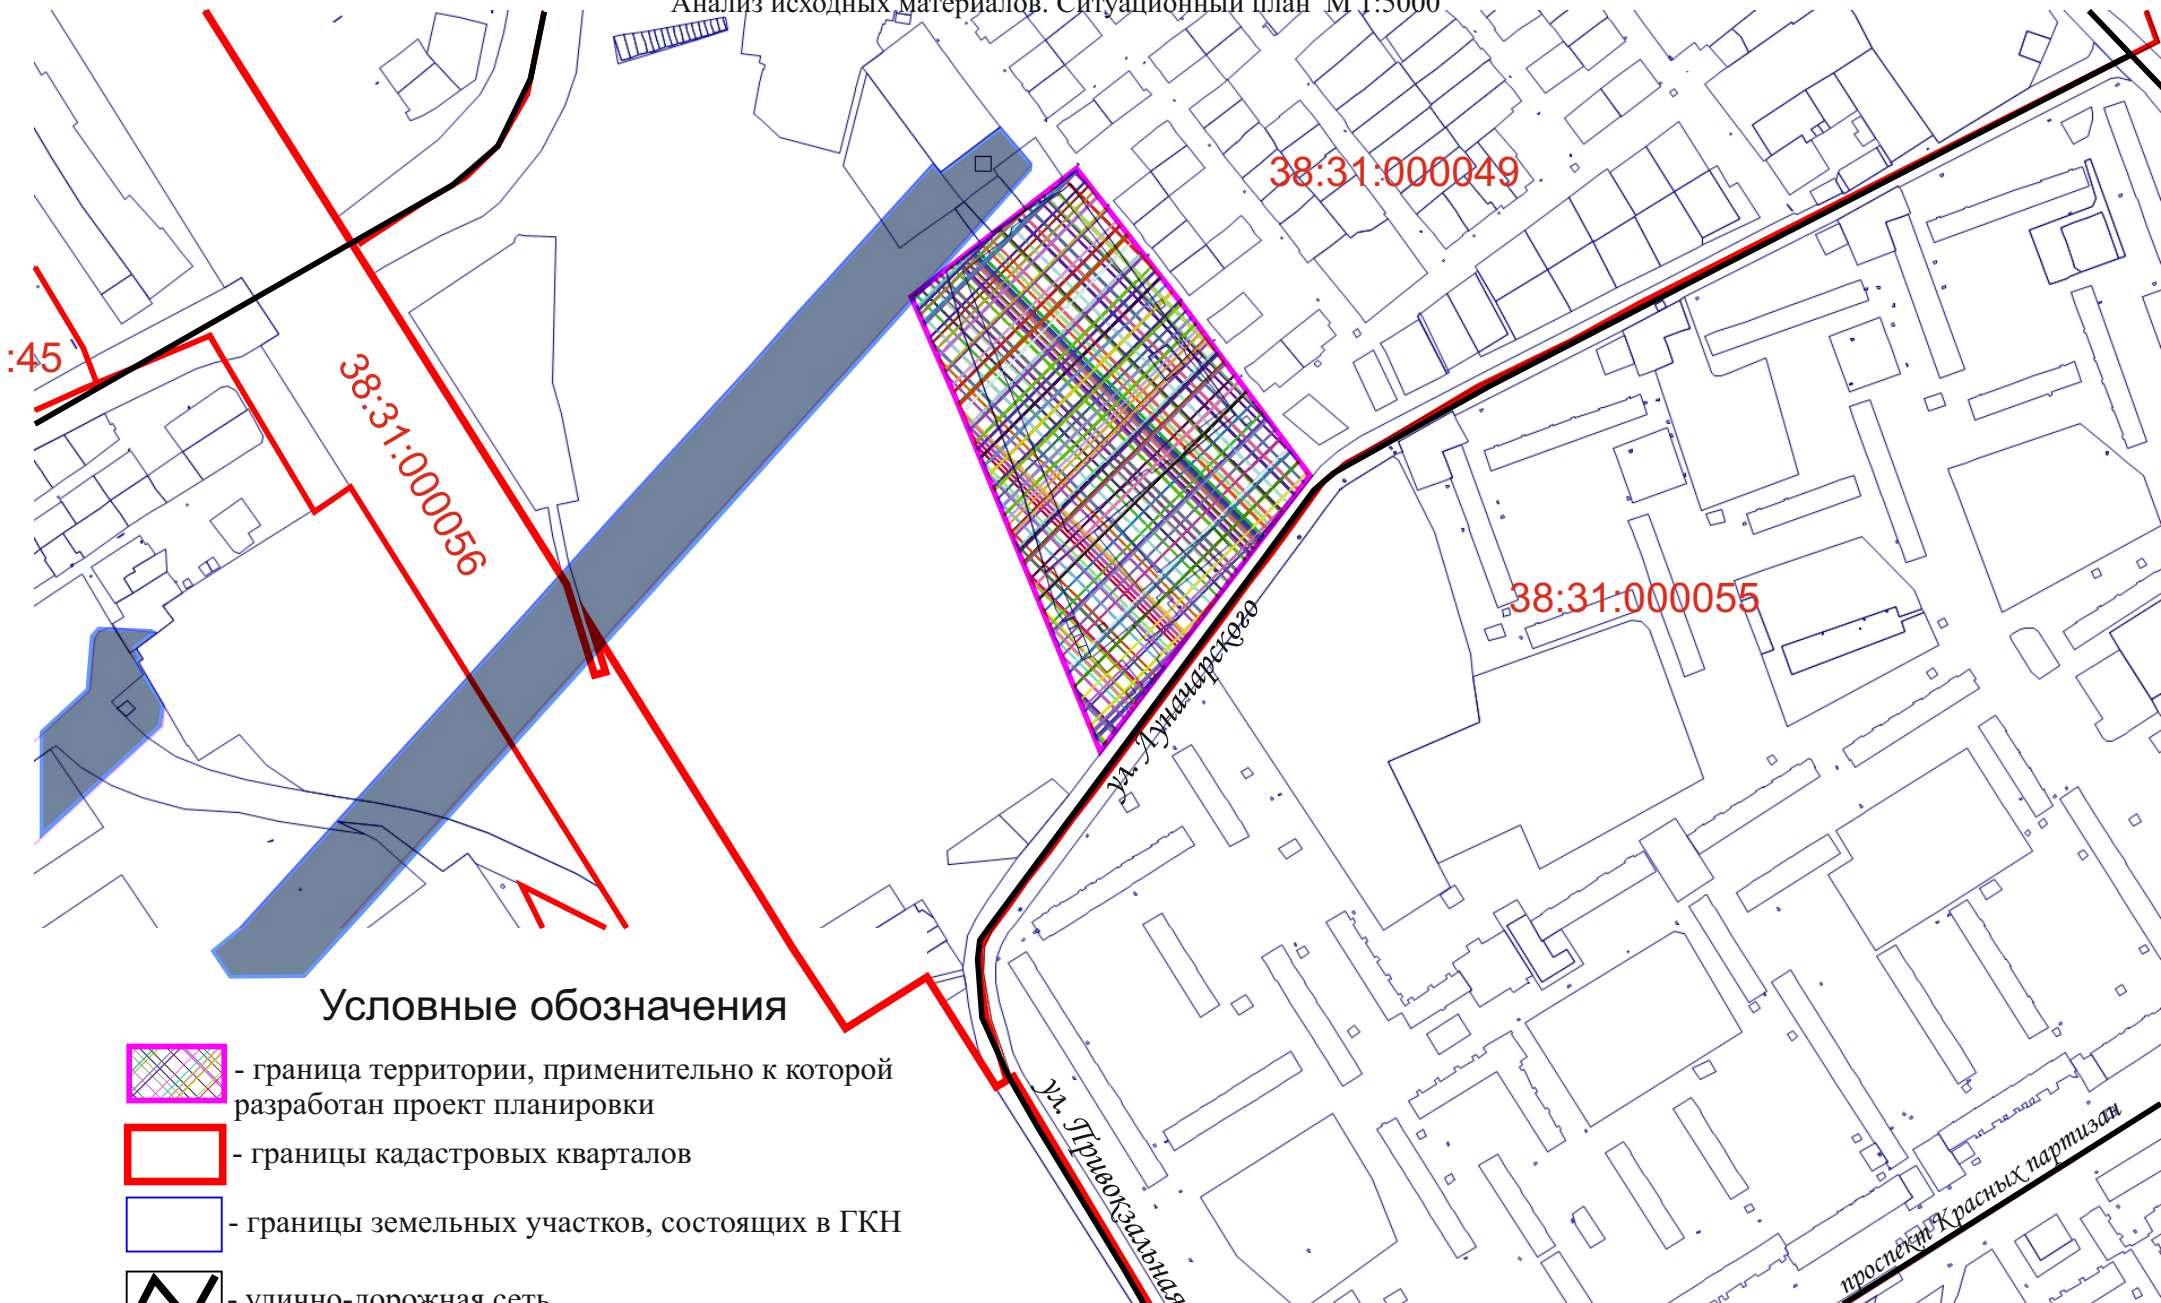 Анализ исходных материалов. Ситуационный план М 1:5000
38:31:000049
:45
38:31:000056
38:31:000055
ул. Луначарского
Условные обозначения
- граница территории, применительно к которой
разработан проект планировки
- границы кадастровых кварталов
- границы земельных участков, состоящих в ГКН
- улично-дорожная сеть
ул. Привокзальная
проспект Красных партизан